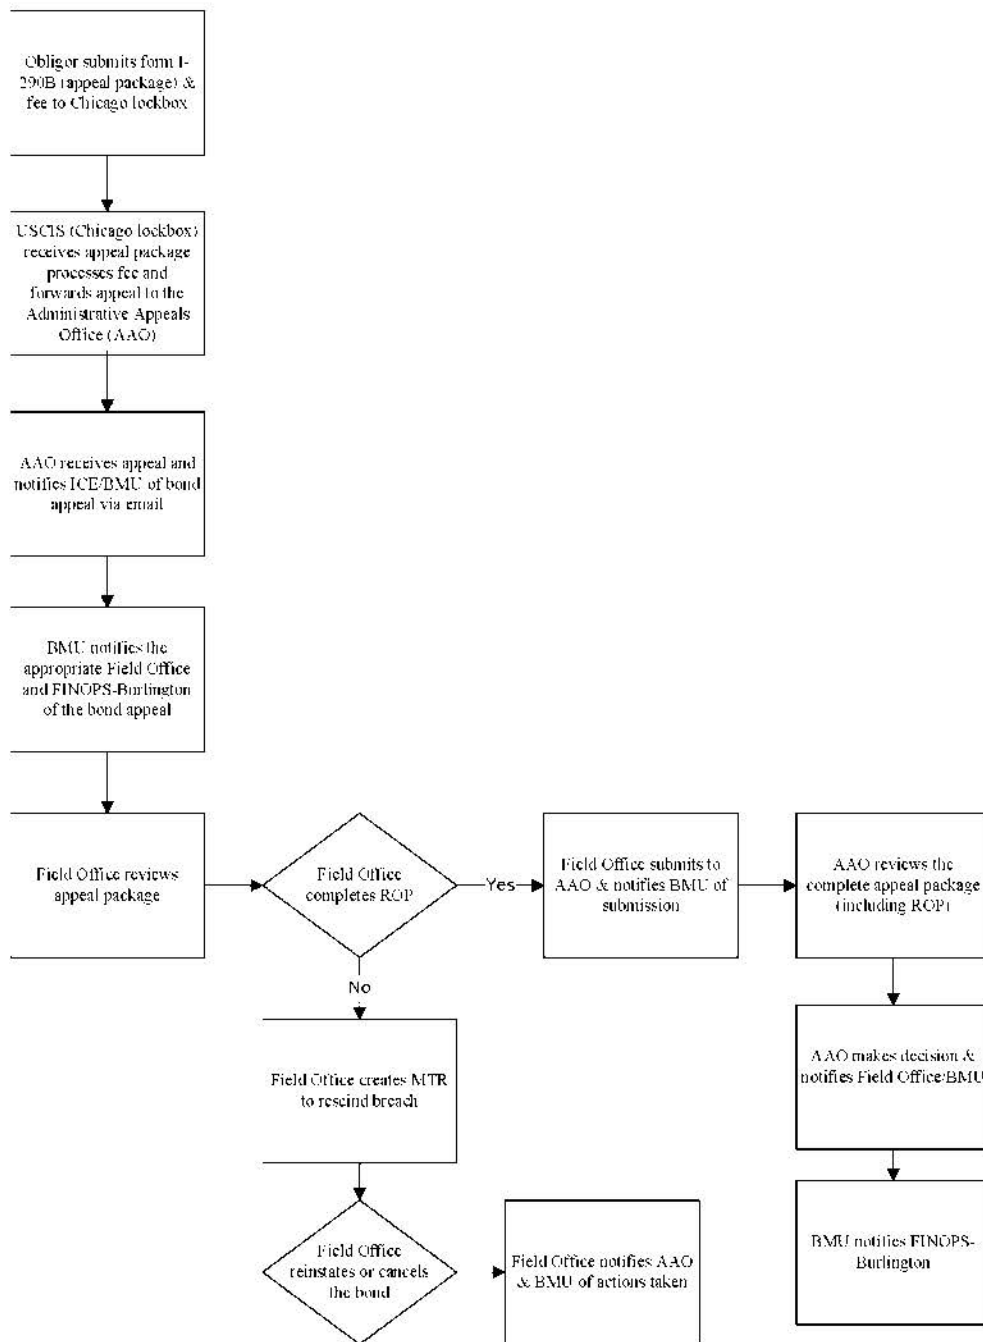 Obligor submits form I-
290B (appeal package) &
fee to Chicago lockbox
USCIS (Chicago lockbox)
receives appeal package
processes fee and
forwards appeal to the
Administrative Appeals
Office (AAO)
AAO receives appeal and
notifies ICE/BMU of bond
appeal via email
BMU notifies the
appropriate Field Office
and FINOPS-Burlington
of the bond appeal
Field Office reviews
appeal package
Field Office
completes ROP
Yes
Field Office submits to
AAO & notifies BMU of
submission
AAO reviews the
complete appeal package
(including ROP)
No
Field Office creates MTR
to rescind breach
AAO makes decision &
notifies Field Office/BMU
Field Office
reinstates or cancels
the bond
Field Office notifies AAO
& BMU of actions taken
BMU notifies FINOPS-
Burlington